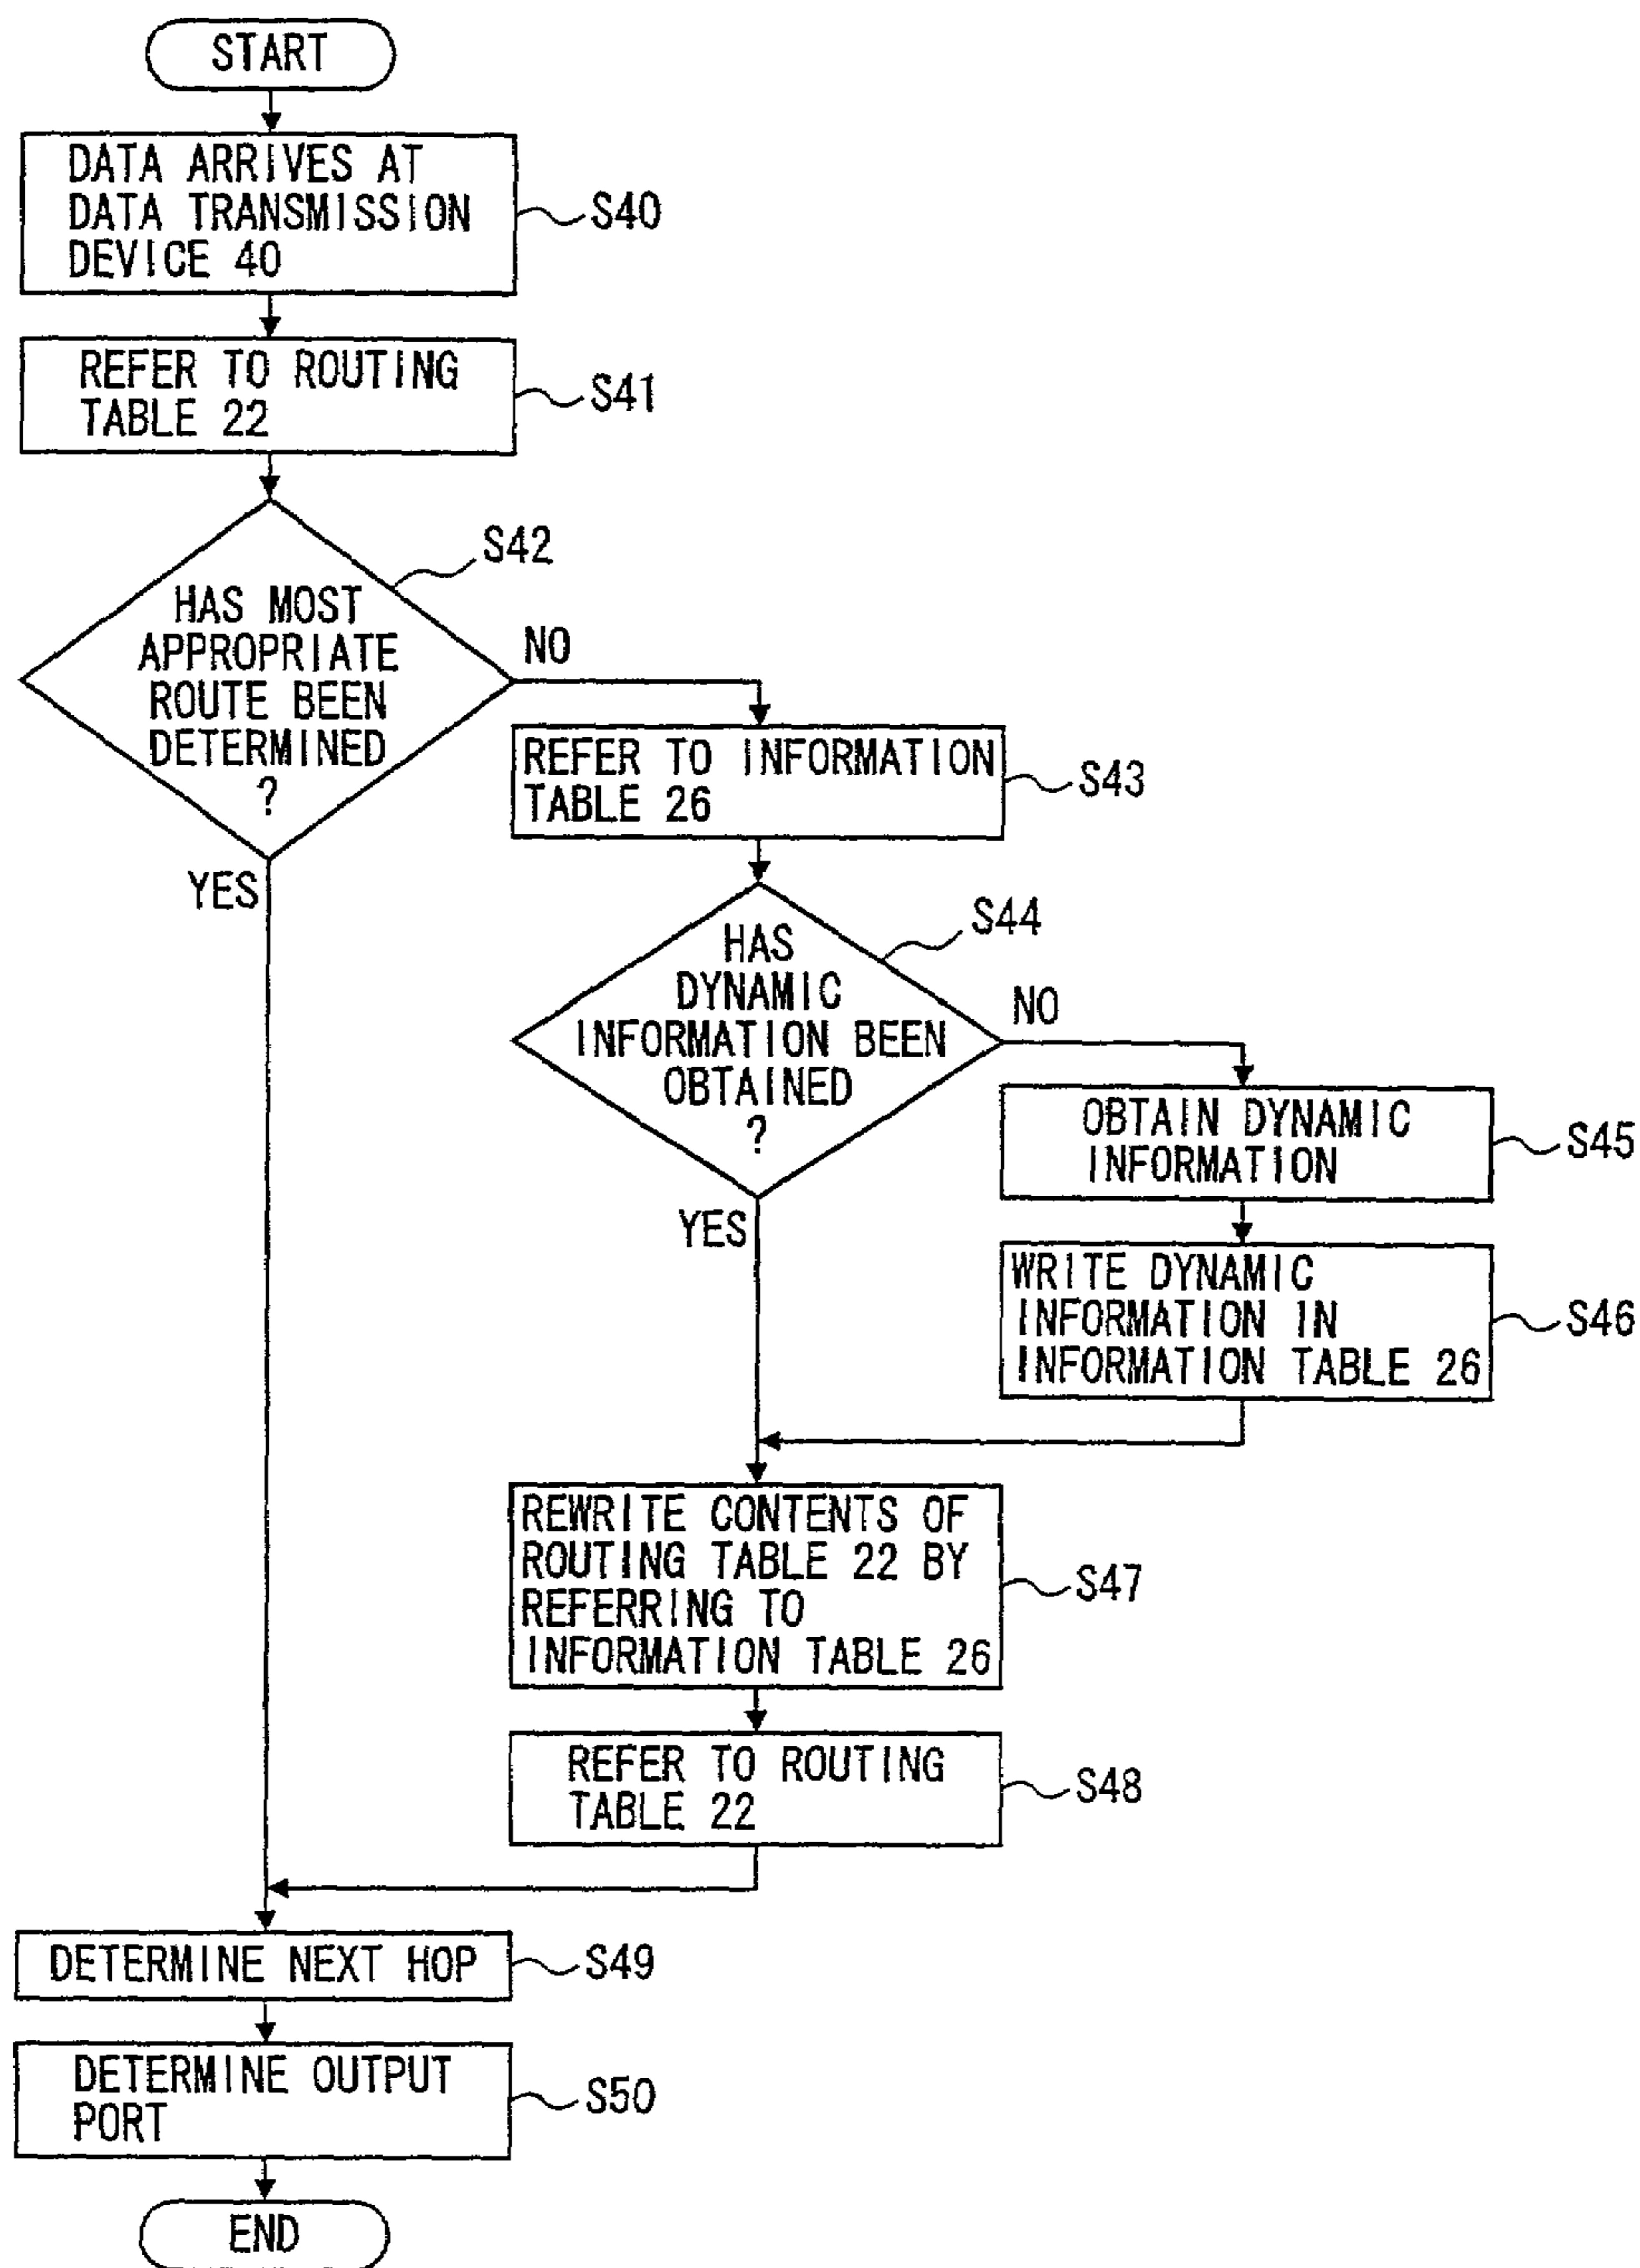 START
DATA ARRIVES AT
DATA TRANSMISSION
DEVICE 40
S40
REFER TO ROUTING
TABLE 22
S41
S42
HAS MOST
APPROPRIATE
ROUTE BEEN
DETERMINED
?
NO
YES
REFER TO INFORMATION
TABLE 26
S43
S44
HAS
DYNAMIC
INFORMATION BEEN
OBTAINED
?
NO
YES
OBTAIN DYNAMIC
INFORMATION
S45
WRITE DYNAMIC
INFORMATION IN
INFORMATION TABLE 26
S46
REWRITE CONTENTS OF
ROUTING TABLE 22 BY
REFERRING TO
INFORMATION TABLE 26
S47
REFER TO ROUTING
TABLE 22
S48
DETERMINE NEXT HOP
S49
DETERMINE OUTPUT
PORT
S50
END